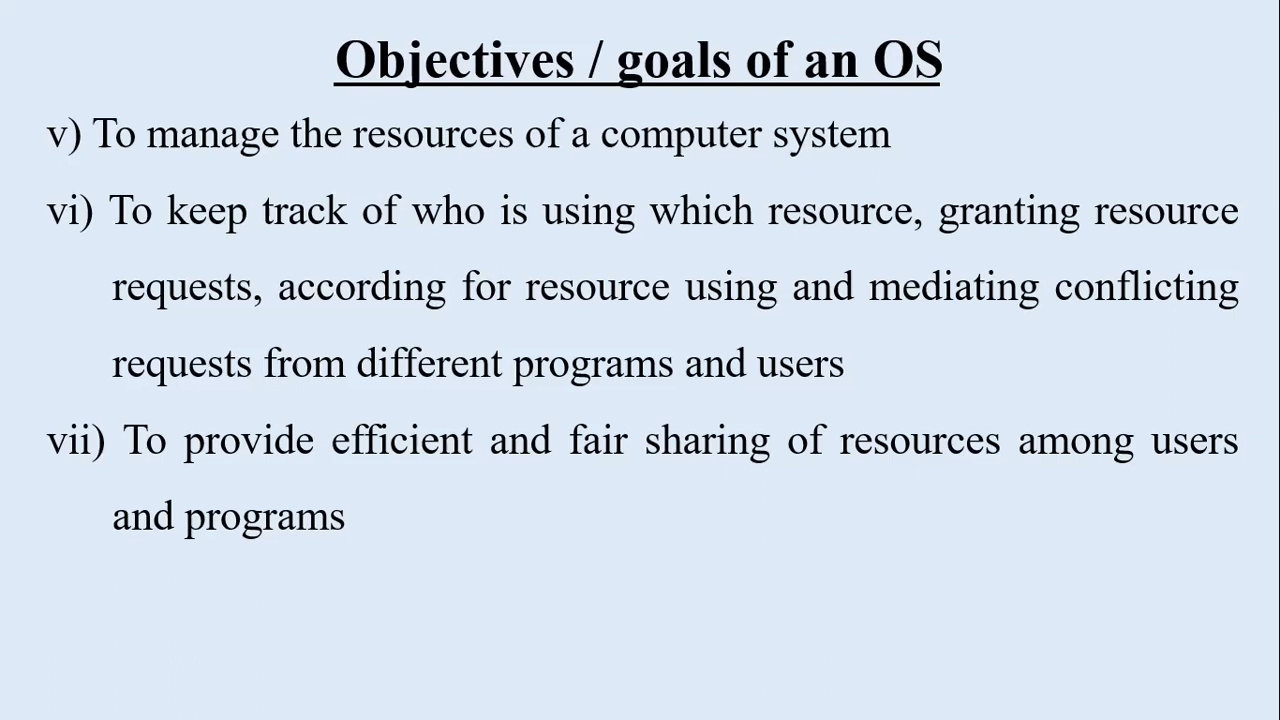 Objectives / goals of an OS
v) To manage the resources of a computer system
vi) To keep track of who is using which resource, granting resource
requests, according for resource using and mediating conflicting
requests from different programs and users
vii) To provide efficient and fair sharing of resources among users
and programs